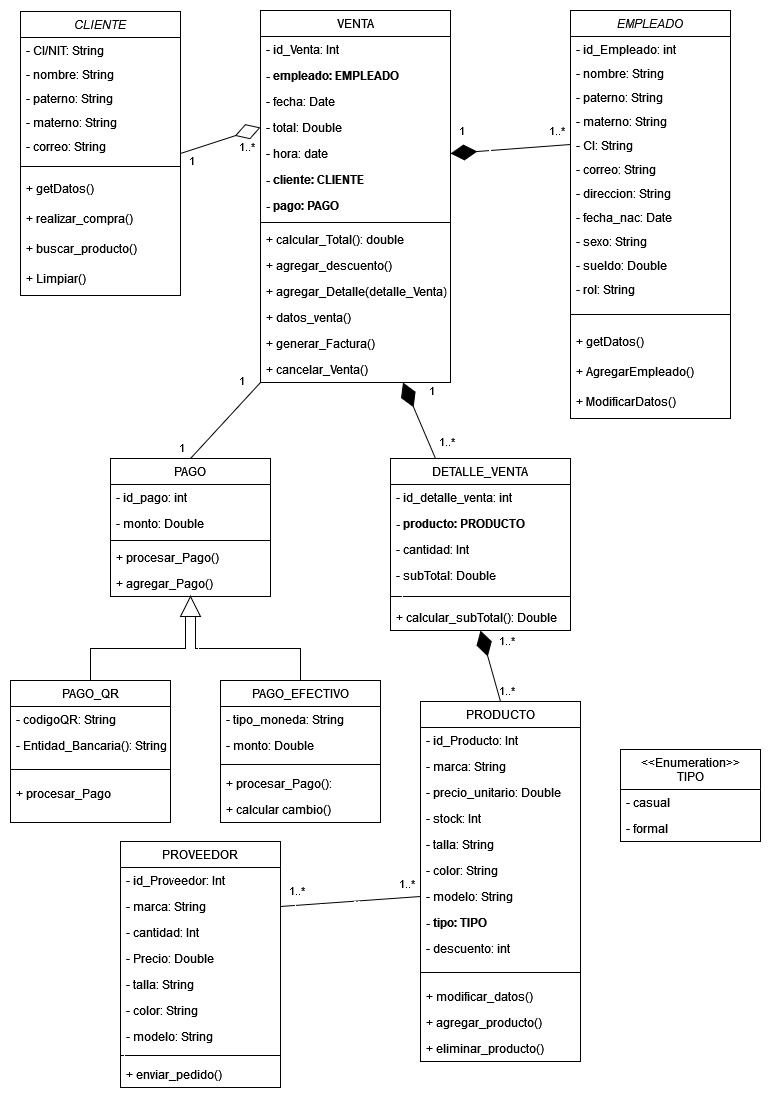 CLIENTE
- CI/NIT: String
- nombre: String
- paterno: String
- materno: String
- correo: String
+ getDatos()
+ realizar_compra()
+ buscar_producto()
+ Limpiar()
VENTA
- id_Venta: Int
- empleado: EMPLEADO
- fecha: Date
- total: Double
- hora: date
- cliente: CLIENTE
- pago: PAGO
+ calcular_Total(): double
+ agregar_descuento()
+ agregar_Detalle(detalle_Venta)
+ datos_venta()
+ generar_Factura()
+ cancelar_Venta()
EMPLEADO
- id_Empleado: int
- nombre: String
- paterno: String
- materno: String
- CI: String
- correo: String
- direccion: String
- fecha_nac: Date
- sexo: String
- sueldo: Double
- rol: String
+ getDatos()
+ AgregarEmpleado()
+ ModificarDatos()
1
1..*
1
1..*
1
1
1
1..*
PAGO
- id_pago: int
- monto: Double
+ procesar_Pago()
+ agregar_Pago()
DETALLE_VENTA
- id_detalle_venta: int
- producto: PRODUCTO
- cantidad: Int
- subTotal: Double
+ calcular_subTotal(): Double
1..*
1..*
PAGO_QR
- codigoQR: String
- Entidad_Bancaria(): String
+ procesar_Pago
PAGO_EFECTIVO
- tipo_moneda: String
- monto: Double
+ procesar_Pago():
+ calcular cambio()
PRODUCTO
- id_Producto: Int
- marca: String
- precio_unitario: Double
- stock: Int
- talla: String
- color: String
- modelo: String
- tipo: TIPO
- descuento: int
+ modificar_datos()
+ agregar_producto()
+ eliminar_producto()
<<Enumeration>>
TIPO
- casual
- formal
PROVEEDOR
- id_Proveedor: Int
- marca: String
- cantidad: Int
- Precio: Double
- talla: String
- color: String
- modelo: String
+ enviar_pedido()
1..*
1..*